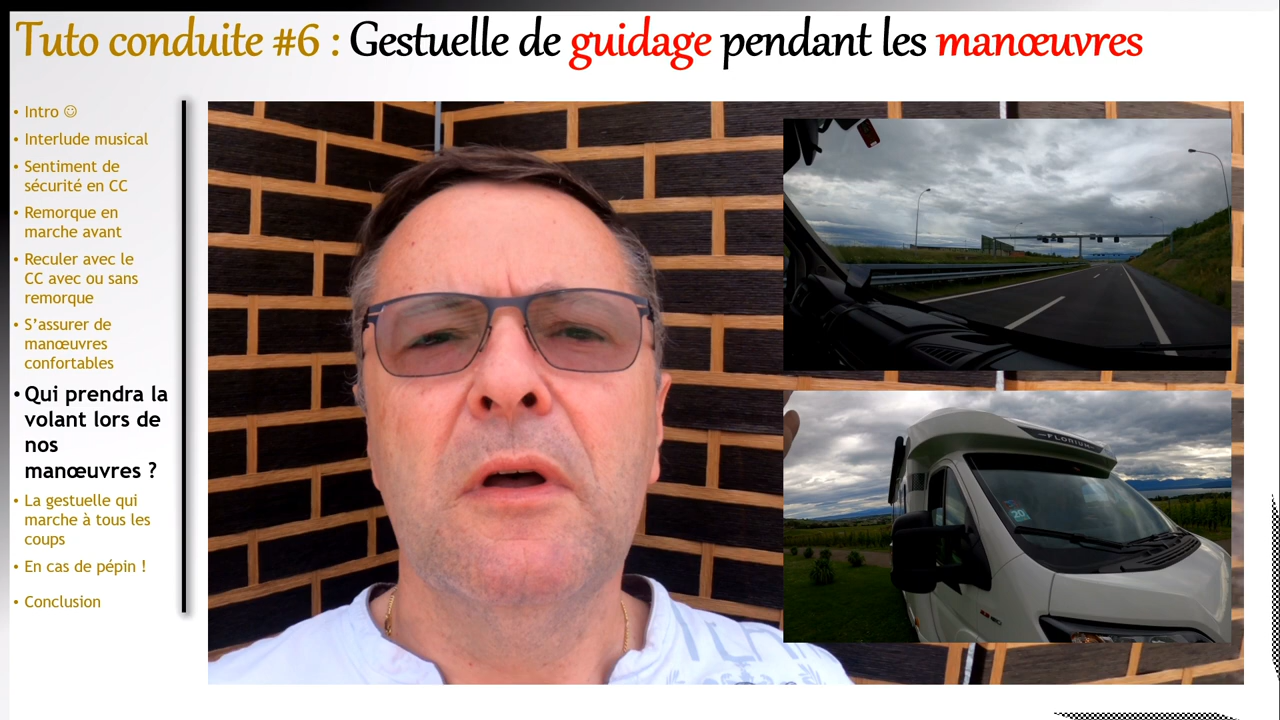 Tuto conduite #6 : Gestuelle de guidage pendant les manœuvres
• Intro ☺
• Interlude musical
• Sentiment de
sécurité en CC
• Remorque en
marche avant
• Reculer avec le
CC avec ou sans
remorque
• S’assurer de
manœuvres
confortables
• Qui prendra la
volant lors de
nos
manœuvres ?
• La gestuelle qui
marche à tous les
coups
• En cas de pépin !
• Conclusion
FLORIUM
20